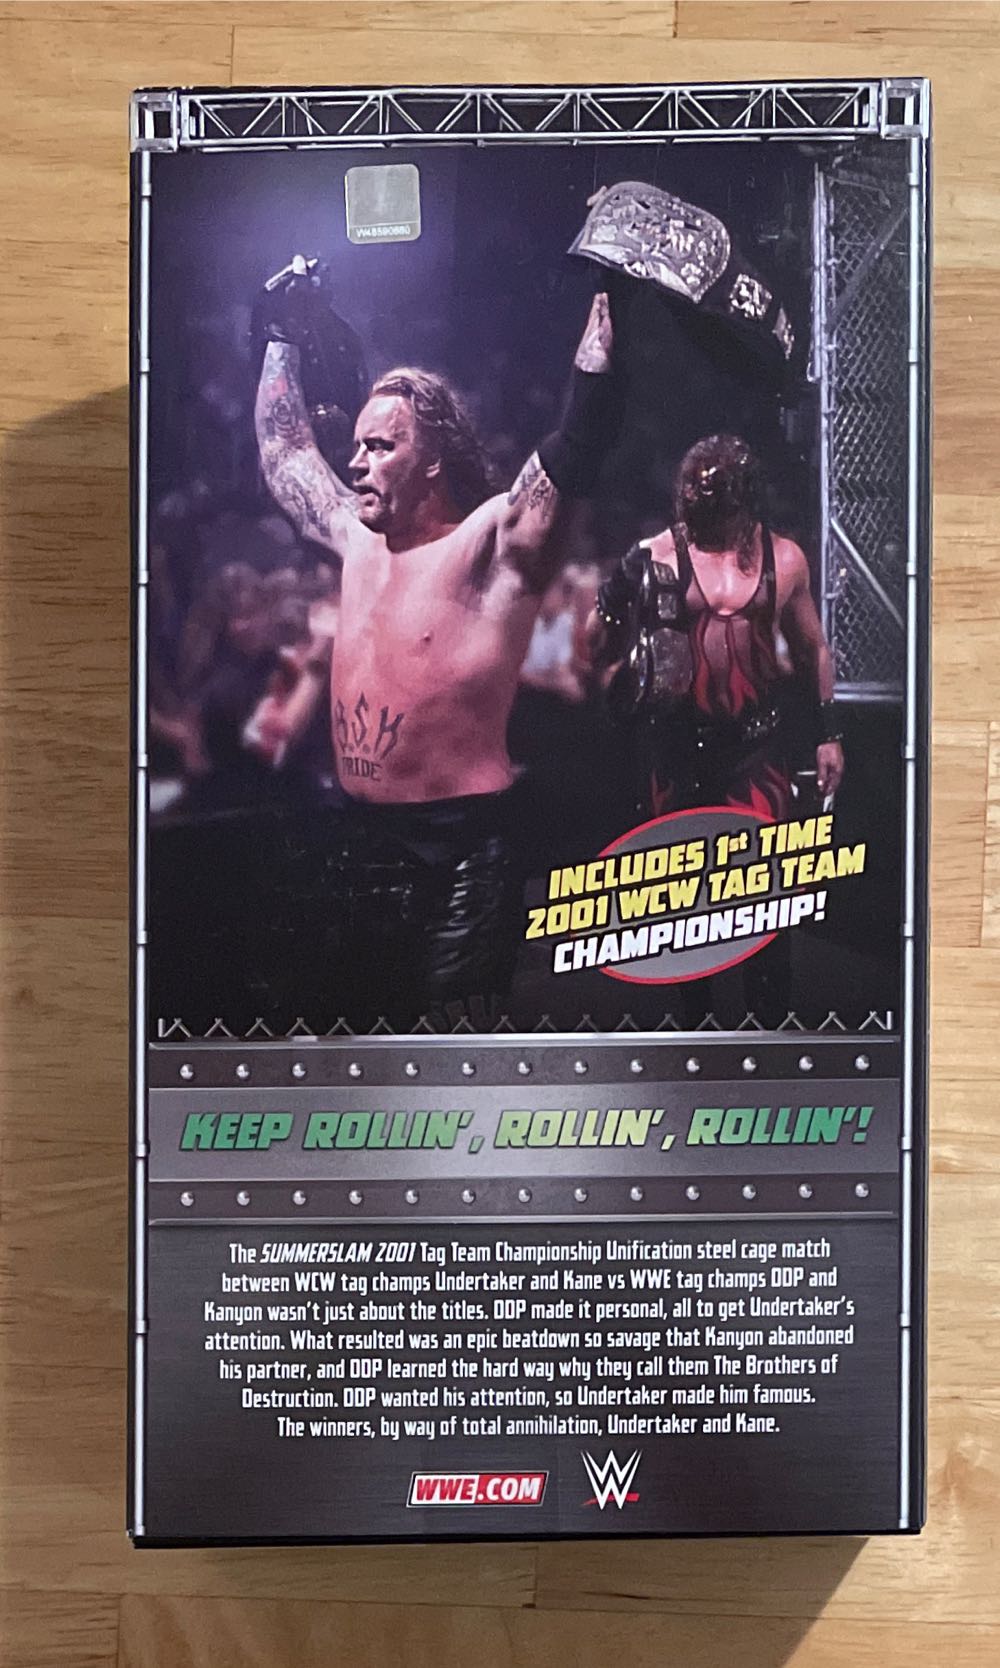 W48590880
B.S.K
PRIDE
INCLUDES 1st TIME
2001 WCW TAG TEAM
CHAMPIONSHIP!
KEEP ROLLIN', ROLLIN', ROLLIN'!
The SUMMERSLAM 2001 Tag Team Championship Unification steel cage match
between WCW tag champs Undertaker and Kane vs WWE tag champs DDP and
Kanyon wasn't just about the titles. DDP made it personal, all to get Undertaker's
attention. What resulted was an epic beatdown so savage that Kanyon abandoned
his partner, and DDP learned the hard way why they call them The Brothers of
Destruction. DDP wanted his attention, so Undertaker made him famous.
The winners, by way of total annihilation, Undertaker and Kane.
WWE.COM
W